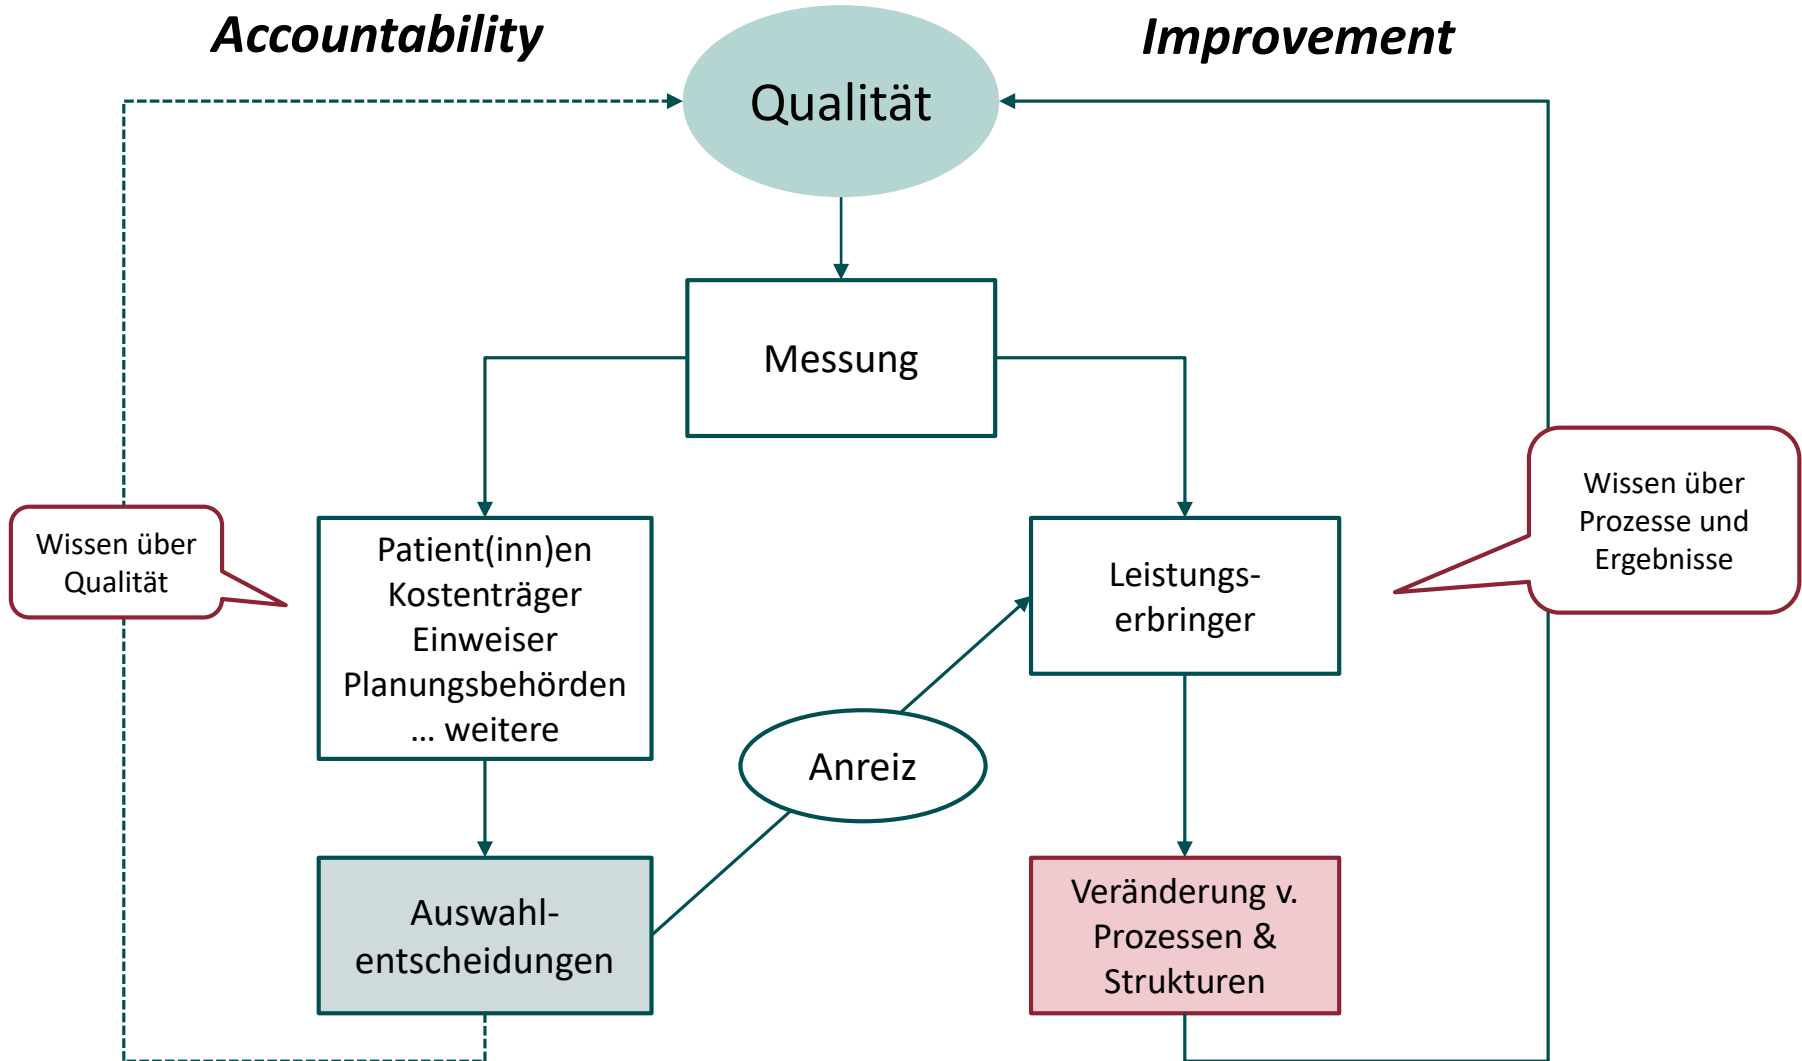 Accountability
Improvement
Qualität
Messung
Wissen über
Qualität
Patient(inn)en
Kostenträger
Einweiser
Planungsbehörden
... weitere
Leistungs-
erbringer
Wissen über
Prozesse und
Ergebnisse
Anreiz
Auswahl-
entscheidungen
Veränderung v.
Prozessen &
Strukturen